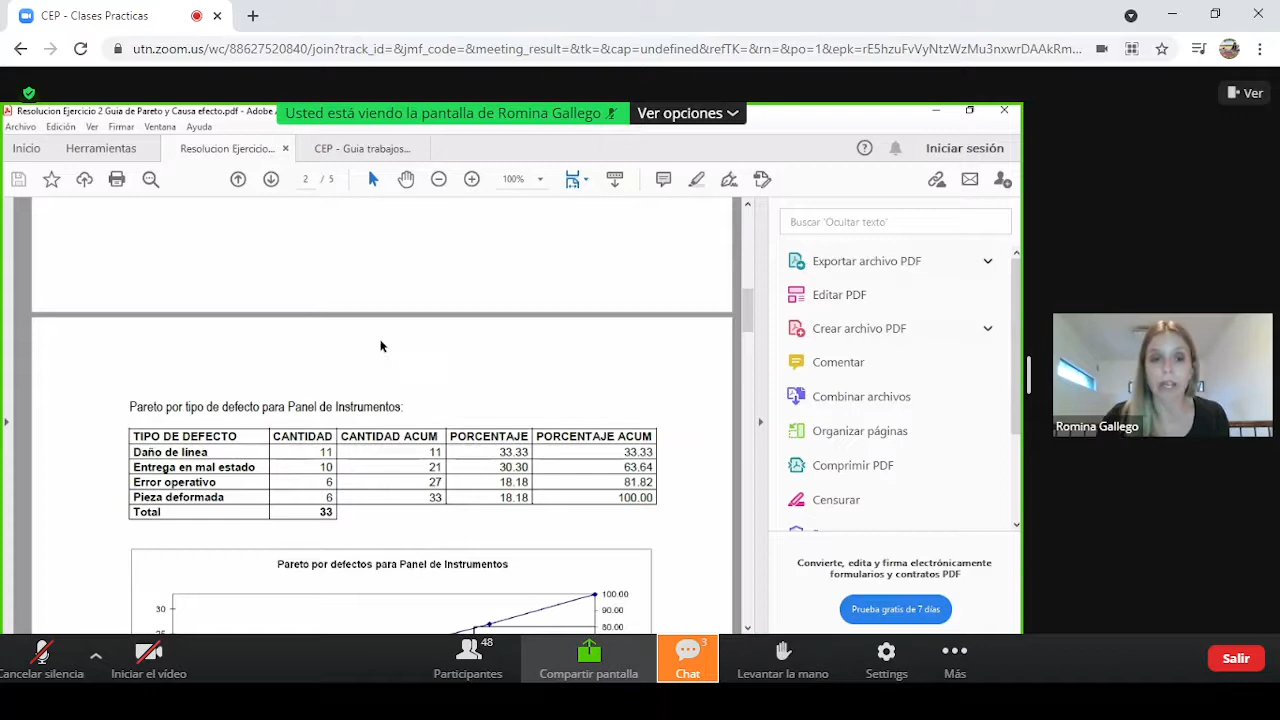 CEP - Clases Practicas
utn.zoom.us/wc/88627520840/join?track_id=&jmf_code=&meeting_result=&tk=&cap=undefined&refTK=&rn=&po=1&epk=rE5hzuFvVyNtzWzMu3nxwrDAAkRm...
Ver
Resolucion Ejercicio 2 Guia de Pareto y Causa efecto.pdf - Adobe
Usted está viendo la pantalla de Romina Gallego
Ver opciones
Archivo Edición Ver Firmar Ventana Ayuda
Inicio Herramientas Resolucion Ejercicio... CEP - Guia trabajos... Iniciar sesión
2 / 5 100%
Buscar 'Ocultar texto'
Exportar archivo PDF
Editar PDF
Crear archivo PDF
Comentar
Combinar archivos
Organizar páginas
Comprimir PDF
Censurar
Convierte, edita y firma electrónicamente
formularios y contratos PDF
Prueba gratis de 7 días
Pareto por tipo de defecto para Panel de Instrumentos:
TIPO DE DEFECTO CANTIDAD CANTIDAD ACUM PORCENTAJE PORCENTAJE ACUM
Daño de línea 11 11 33.33 33.33
Entrega en mal estado 10 21 30.30 63.64
Error operativo 6 27 18.18 81.82
Pieza deformada 6 33 18.18 100.00
Total 33
Pareto por defectos para Panel de Instrumentos
30
100.00
90.00
80.00
Romina Gallego
Cancelar silencia
Iniciar el vídeo
48
Participantes
Compartir pantalla
3
Chat
Levantar la mano
Settings
Más
Salir